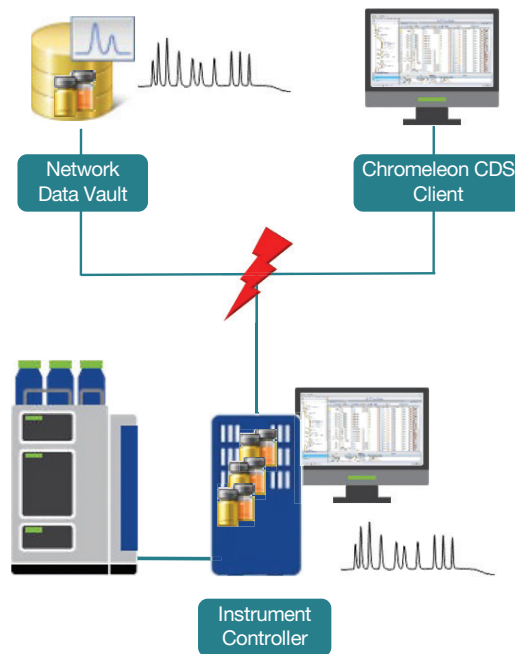 Network
Data Vault
Chromeleon CDS
Client
Instrument
Controller